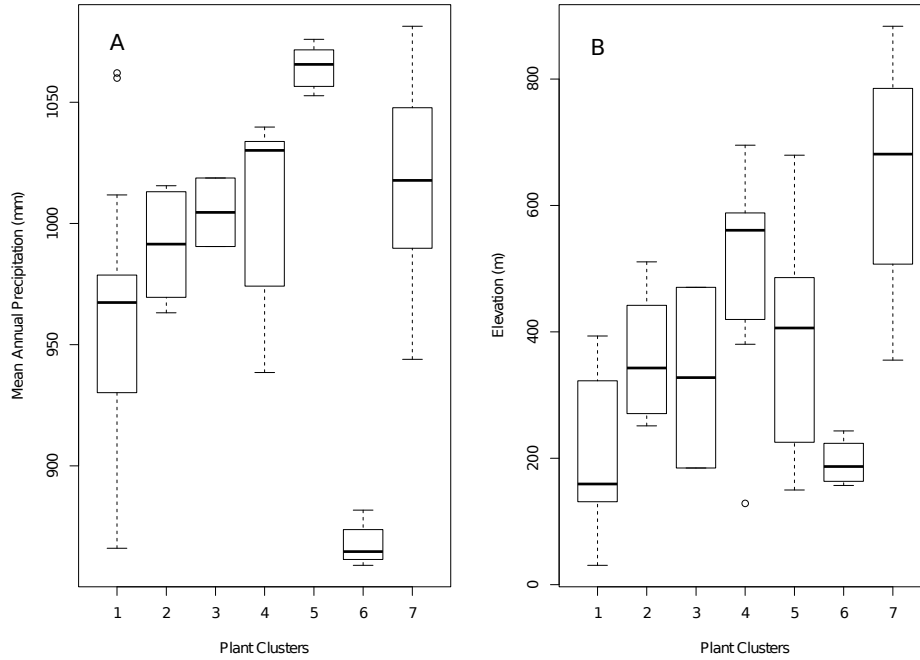 A
Mean Annual Precipitation (mm)
1050
1000
950
900
1 2 3 4 5 6 7
Plant Clusters
B
Elevation (m)
800
600
400
200
0
1 2 3 4 5 6 7
Plant Clusters